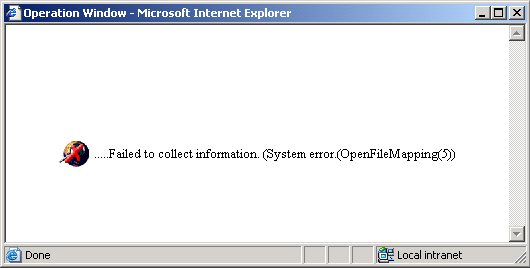 Operation Window - Microsoft Internet Explorer
.....Failed to collect information. (System error.(OpenFileMapping(5))
Done
Local intranet